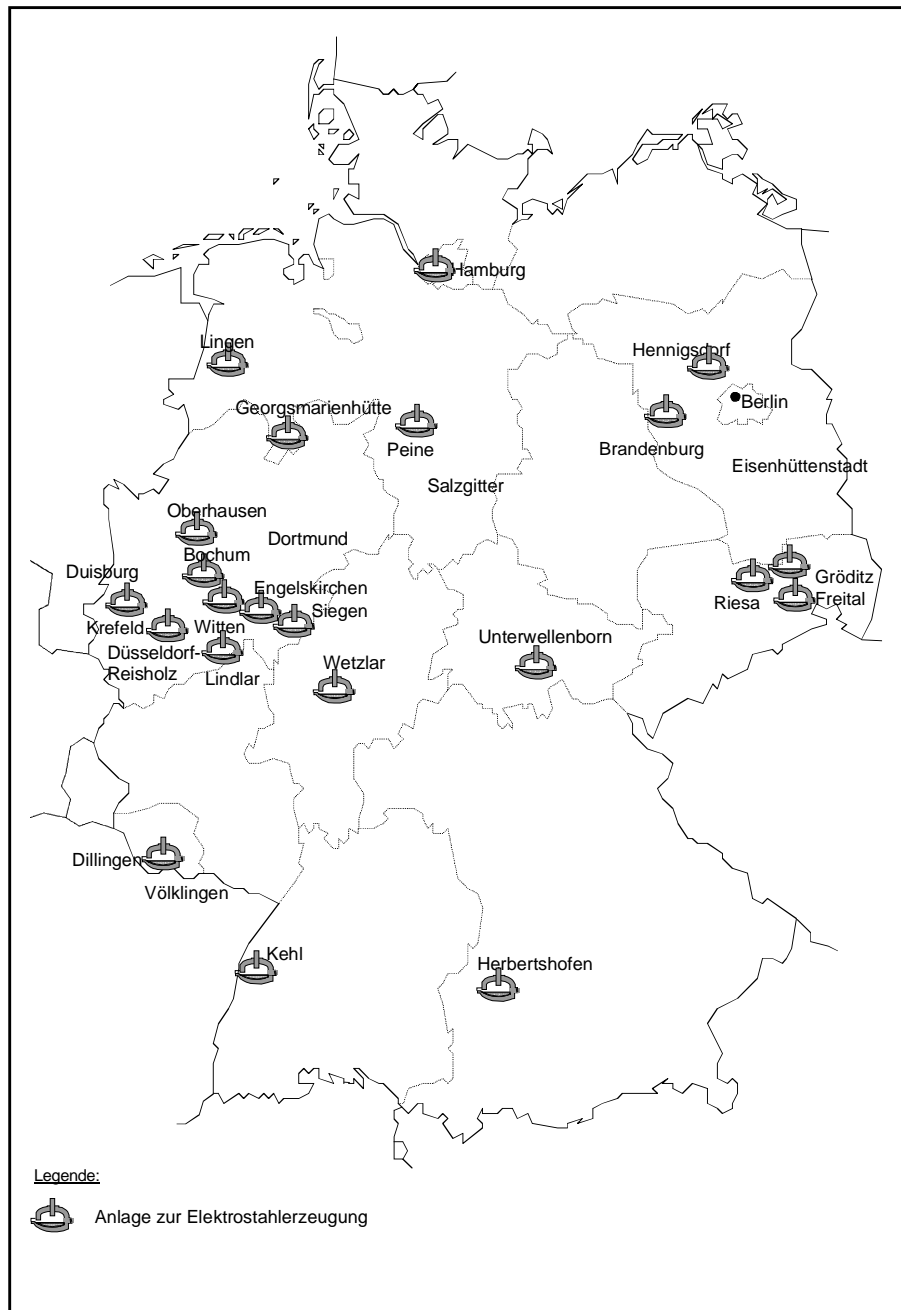 Hamburg
Lingen
Hennigsdorf
Berlin
Georgsmarienhütte
Peine
Brandenburg
Eisenhüttenstadt
Salzgitter
Oberhausen
Dortmund
Bochum
Duisburg
Engelskirchen
Gröditz
Riesa
Freital
Siegen
Krefeld
Witten
Unterwellenborn
Düsseldorf-
Reisholz
Lindlar
Wetzlar
Dillingen
Völklingen
Kehl
Herbertshofen
Legende:
Anlage zur Elektrostahlerzeugung